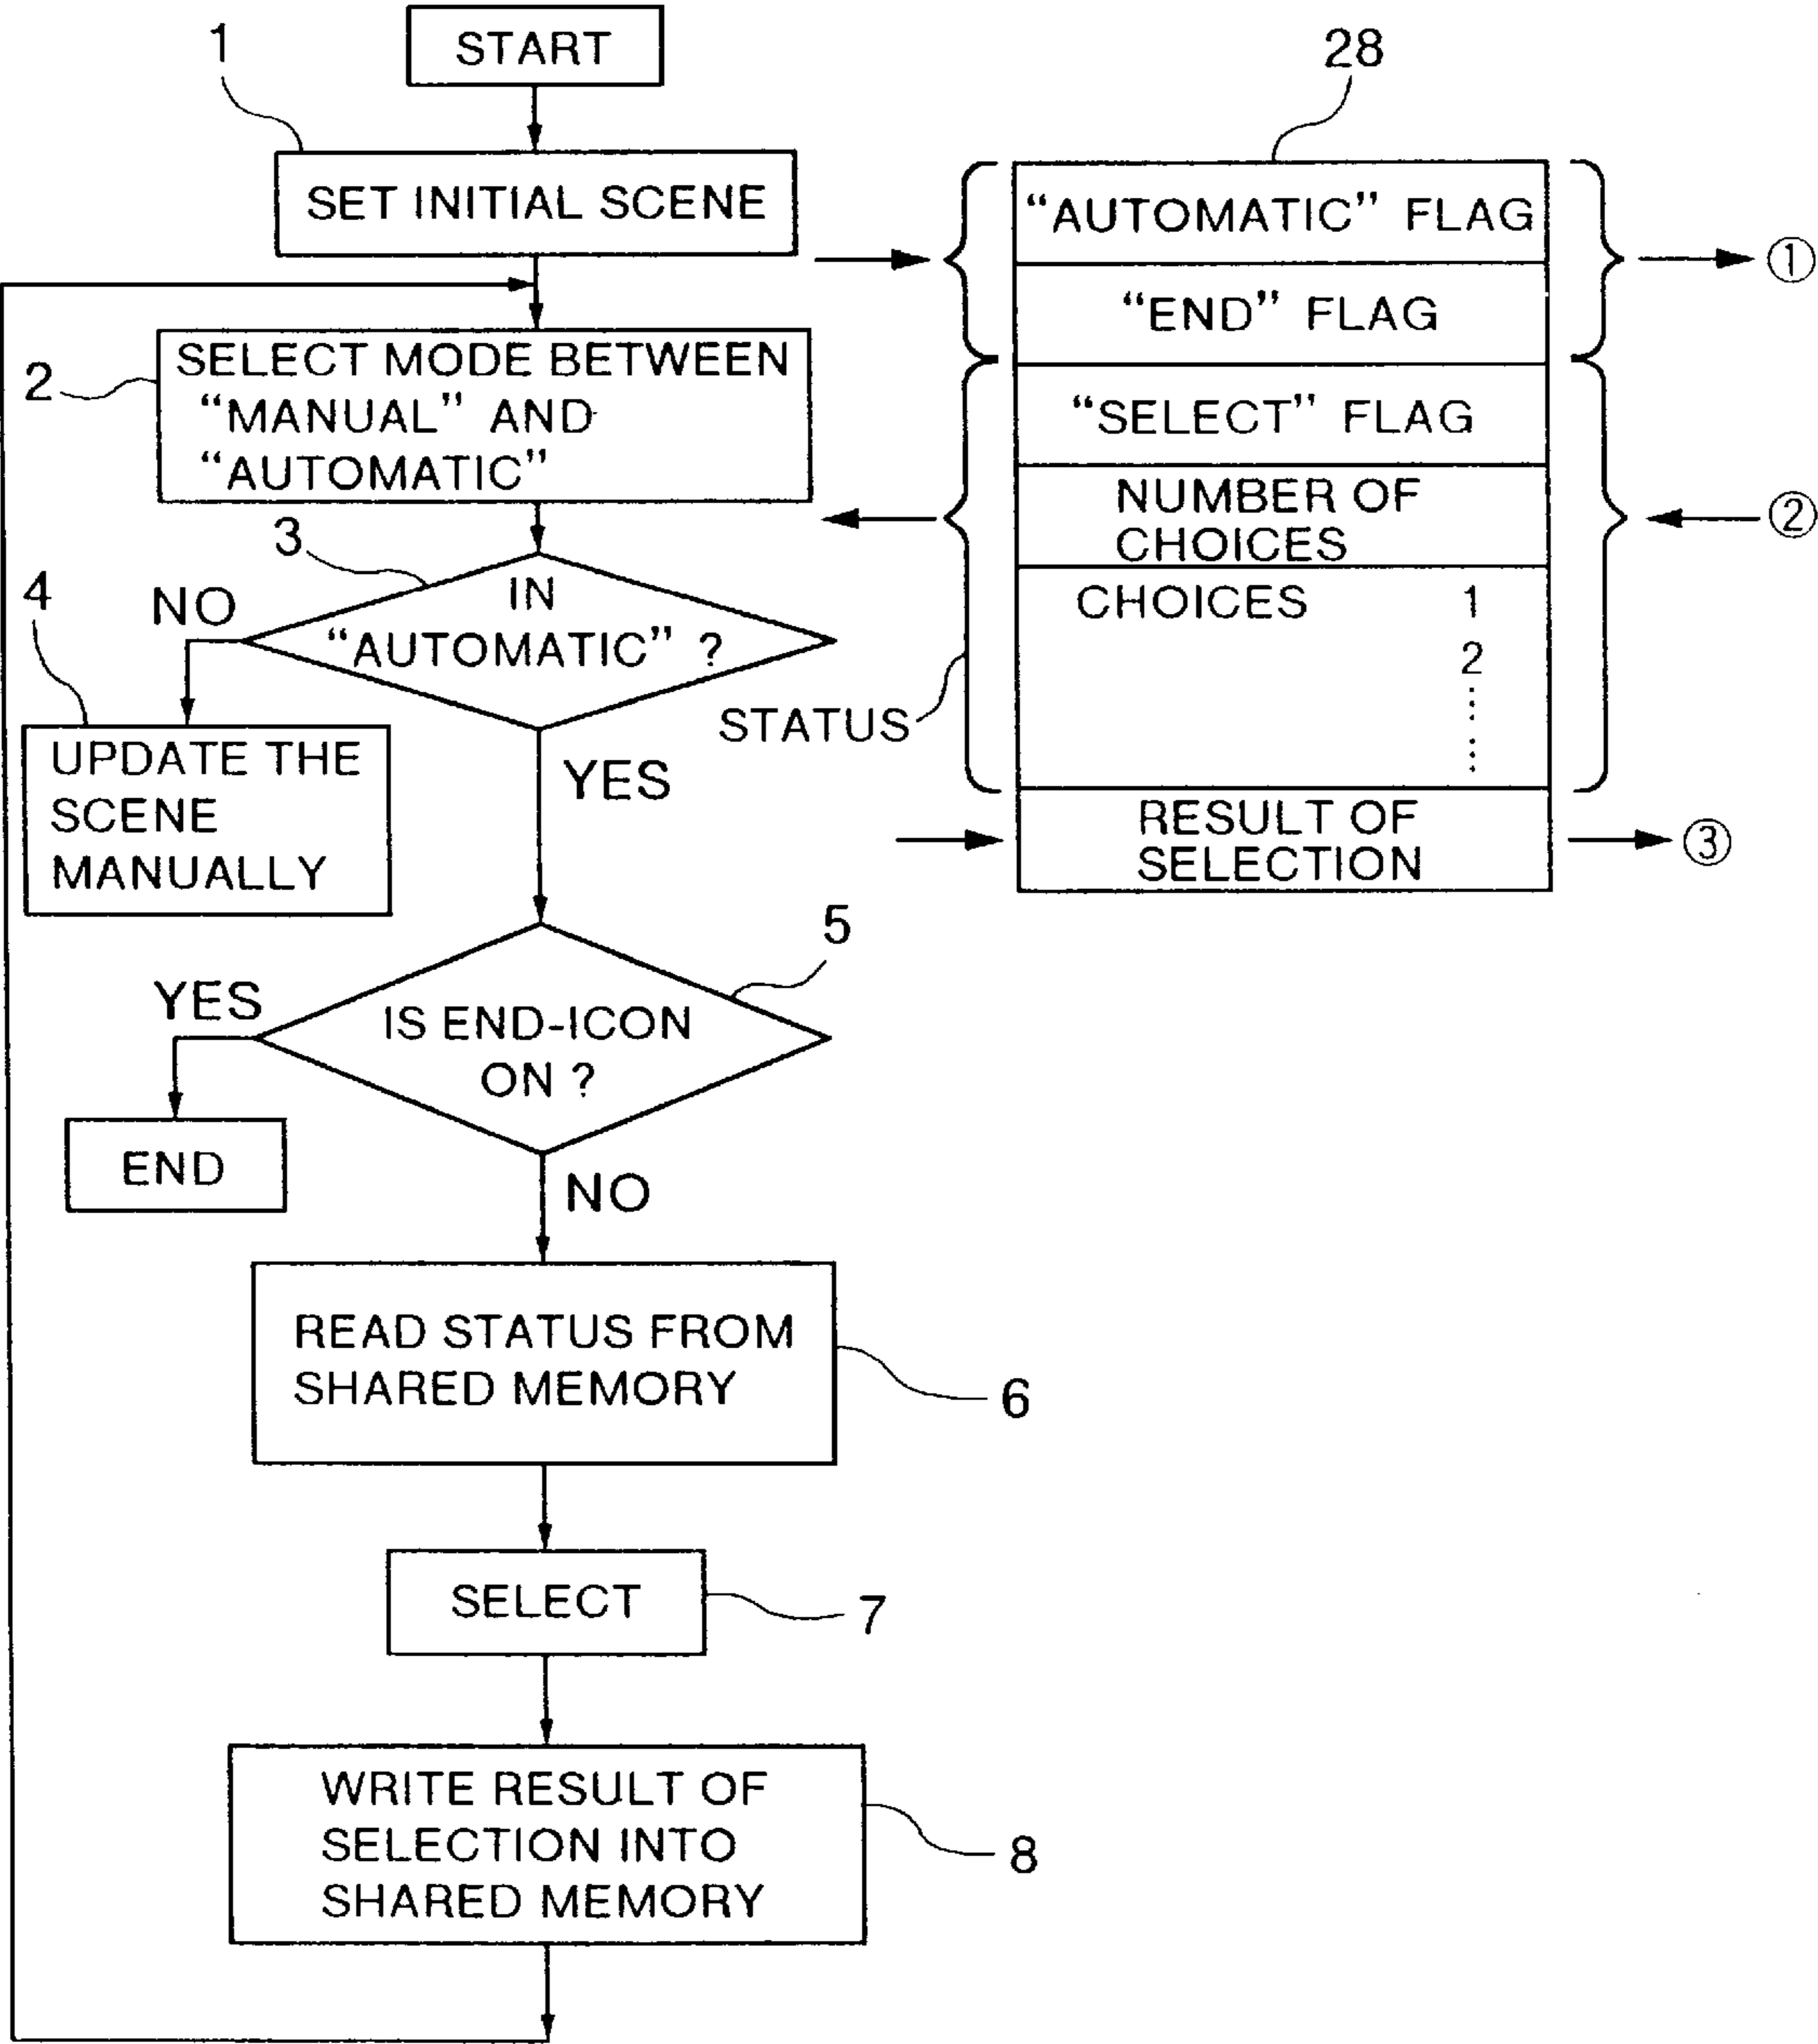 START
1
SET INITIAL SCENE
2
SELECT MODE BETWEEN
“MANUAL” AND
“AUTOMATIC”
3
IN
“AUTOMATIC” ?
NO
4
UPDATE THE
SCENE
MANUALLY
YES
5
IS END-ICON
ON ?
YES
END
NO
READ STATUS FROM
SHARED MEMORY
6
SELECT
7
WRITE RESULT OF
SELECTION INTO
SHARED MEMORY
8
28
“AUTOMATIC” FLAG
“END” FLAG
①
“SELECT” FLAG
NUMBER OF
CHOICES
②
CHOICES 1
2
STATUS
RESULT OF
SELECTION
③